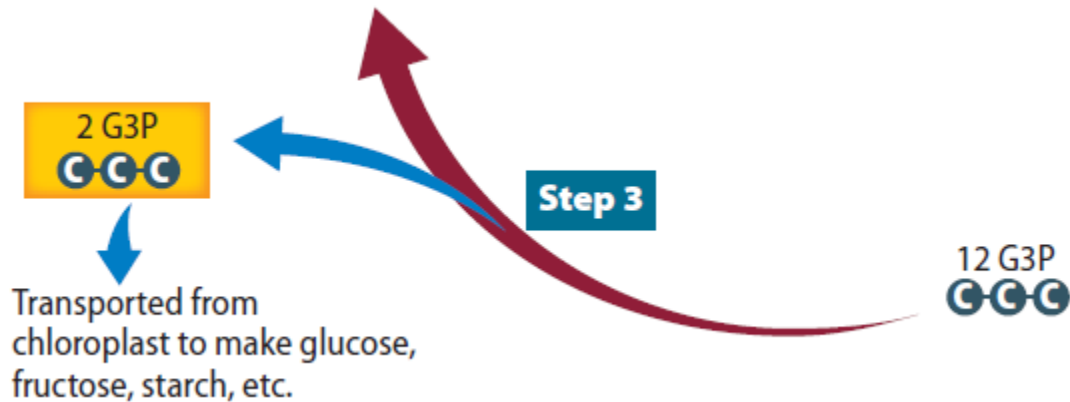 2 G3P
C-C-C
Step 3
12 G3P
C-C-C
Transported from
chloroplast to make glucose,
fructose, starch, etc.